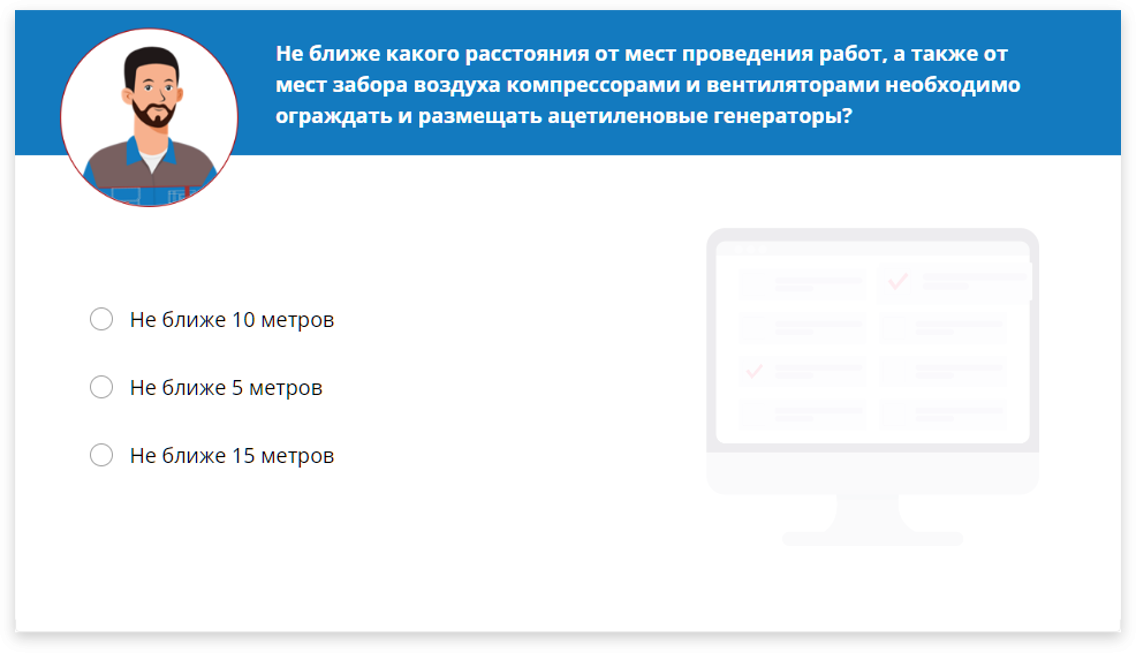 Не ближе какого расстояния от мест проведения работ, а также от
мест забора воздуха компрессорами и вентиляторами необходимо
ограждать и размещать ацетиленовые генераторы?
Не ближе 10 метров
Не ближе 5 метров
Не ближе 15 метров